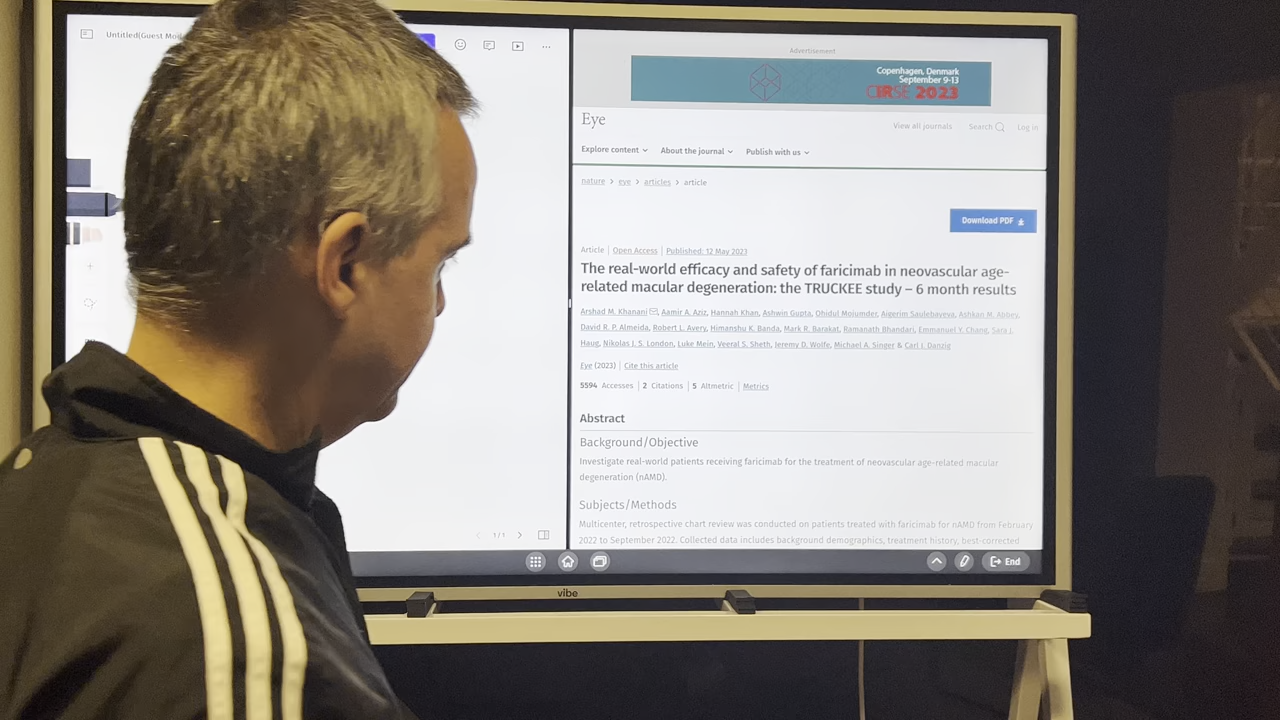 Untitled(Guest Mod
Advertisement
Copenhagen, Denmark
September 9-13
CIRSE 2023
Eye
View all journals Search Log in
Explore content About the journal Publish with us
nature > eye > articles > article
Download PDF
Article | Open Access | Published: 12 May 2023
The real-world efficacy and safety of faricimab in neovascular age-
related macular degeneration: the TRUCKEE study – 6 month results
Arshad M. Khanani, Aamir A. Aziz, Hannah Khan, Ashwin Gupta, Ohidul Mojumder, Aigerim Saulebayeva, Ashkan M. Abbey,
David R. P. Almeida, Robert L. Avery, Himanshu K. Banda, Mark R. Barakat, Ramanath Bhandari, Emmanuel Y. Chang, Sara J.
Haug, Nikolas J. S. London, Luke Mein, Veeral S. Sheth, Jeremy D. Wolfe, Michael A. Singer & Carl J. Danzig
Eye (2023) | Cite this article
5594 Accesses | 2 Citations | 5 Altmetric | Metrics
Abstract
Background/Objective
Investigate real-world patients receiving faricimab for the treatment of neovascular age-related macular
degeneration (nAMD).
Subjects/Methods
Multicenter, retrospective chart review was conducted on patients treated with faricimab for nAMD from February
2022 to September 2022. Collected data includes background demographics, treatment history, best-corrected
1/1
End
vibe